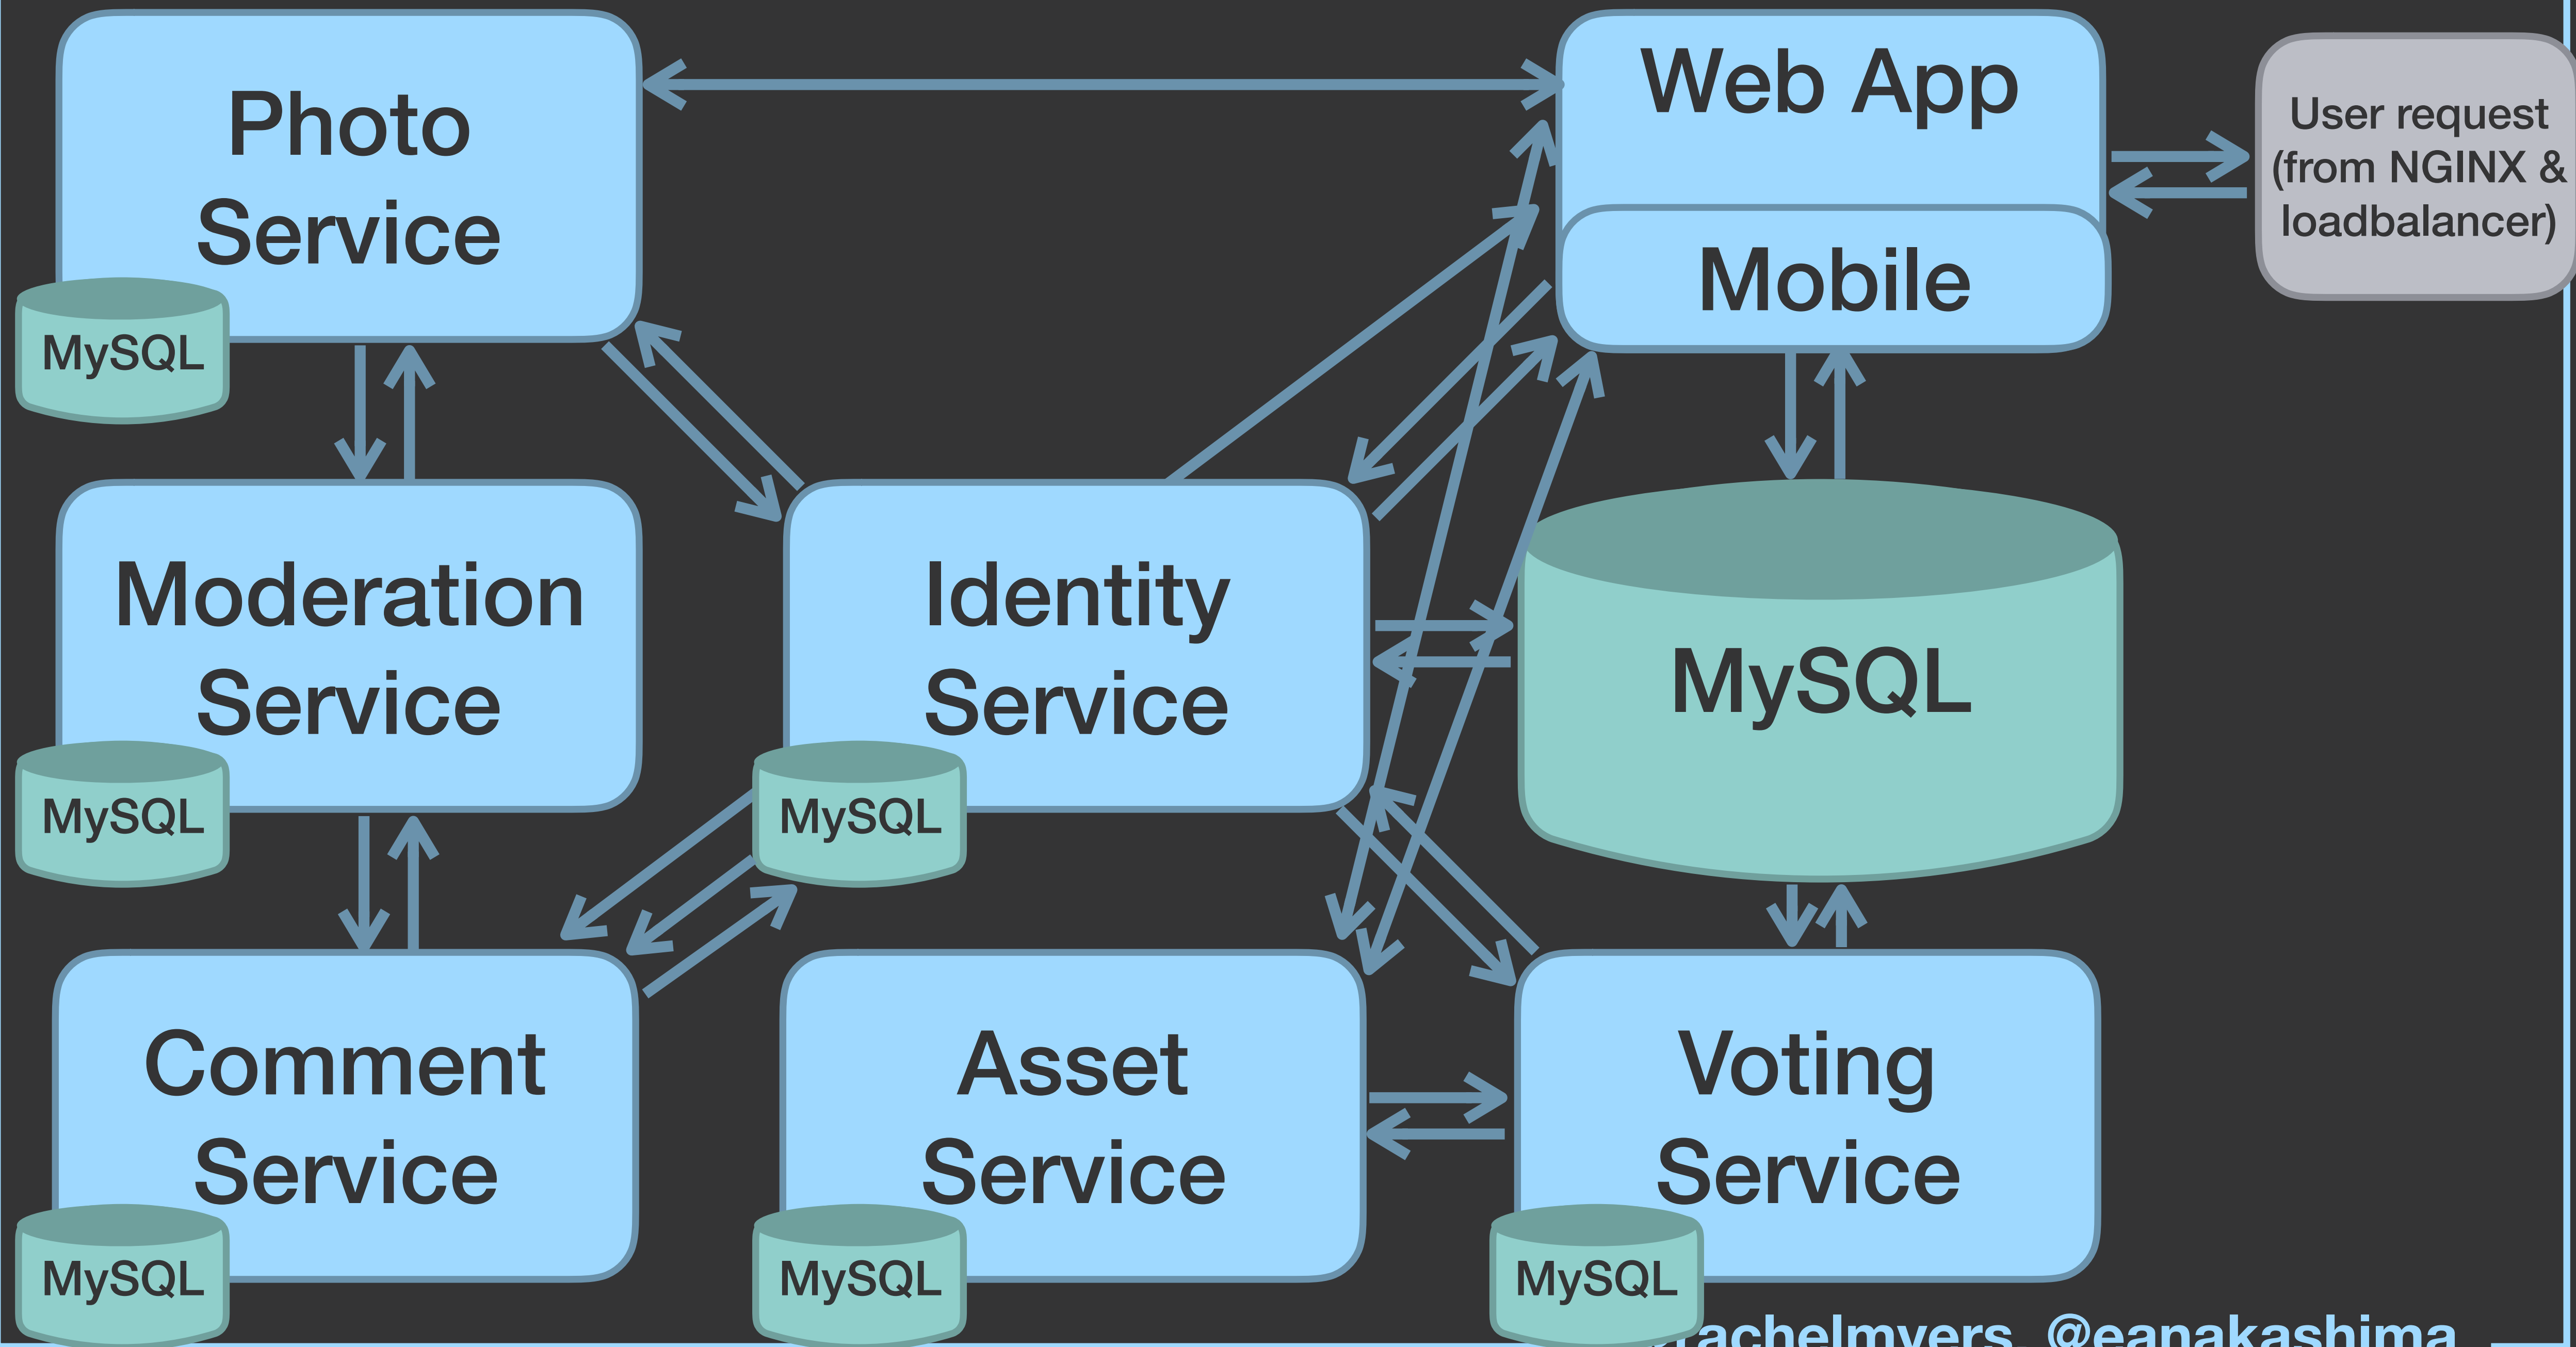 Photo
Service
MySQL
Web App
Mobile
User request
(from NGINX &
loadbalancer)
Moderation
Service
MySQL
Identity
Service
MySQL
MySQL
Comment
Service
MySQL
Asset
Service
MySQL
Voting
Service
MySQL
rachelmyers, @eanakashima